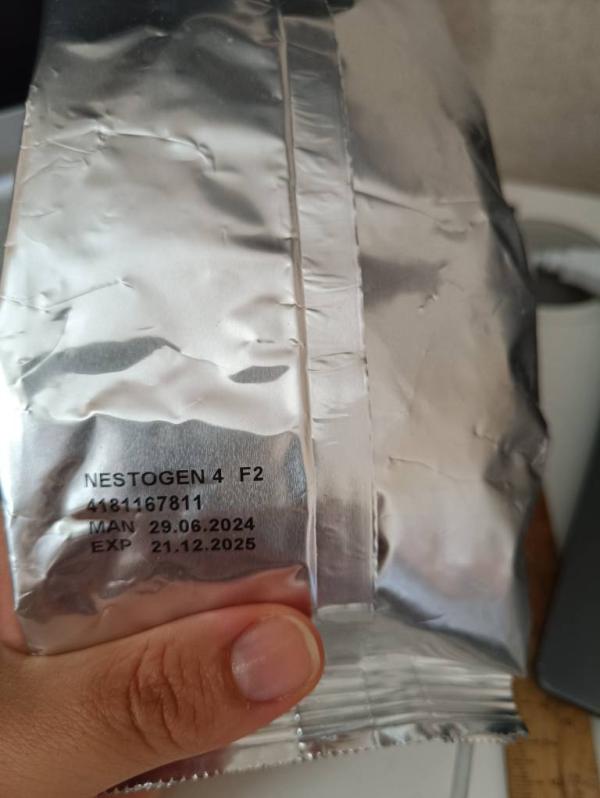 NESTOGEN 4 F2
4181167811
MAN 29.06.2024
EXP 21.12.2025